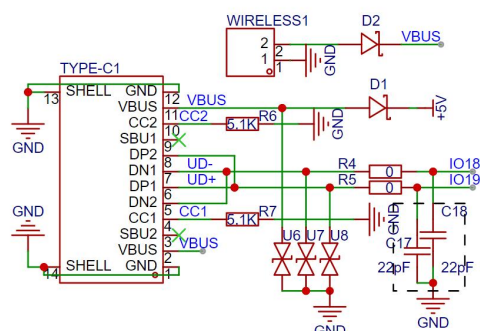 WIRELESS1
D2
VBUS
2
2
1
1
GND
TYPE-C1
D1
+5V
13
SHELL
GND
12
VBUS
VBUS
11
CC2
CC2
R6
5.1K
GND
10
SBU1
9
DP2
8
DN1
UD-
R4
0
IO18
7
DP1
UD+
R5
0
IO19
6
DN2
5
CC1
CC1
R7
5.1K
GND
4
SBU2
3
VBUS
VBUS
2
SHELL
GND
14
1
GND
GND
U6
U7
U8
C17
22pF
C18
22pF
GND
GND